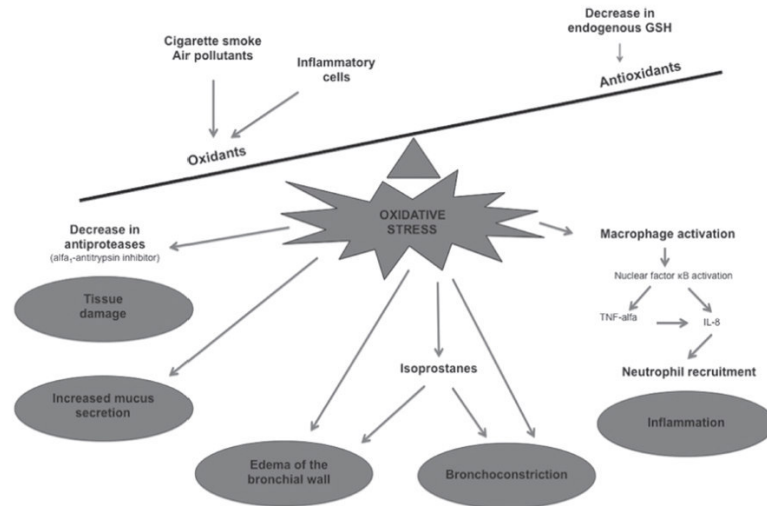 Decrease in
endogenous GSH
Cigarette smoke
Air pollutants
Inflammatory
cells
Antioxidants
Oxidants
OXIDATIVE
STRESS
Decrease in
antiproteases
(alfa₁-antitrypsin inhibitor)
Macrophage activation
Nuclear factor κB activation
Tissue
damage
TNF-alfa
IL-8
Isoprostanes
Neutrophil recruitment
Increased mucus
secretion
Inflammation
Edema of the
bronchial wall
Bronchoconstriction